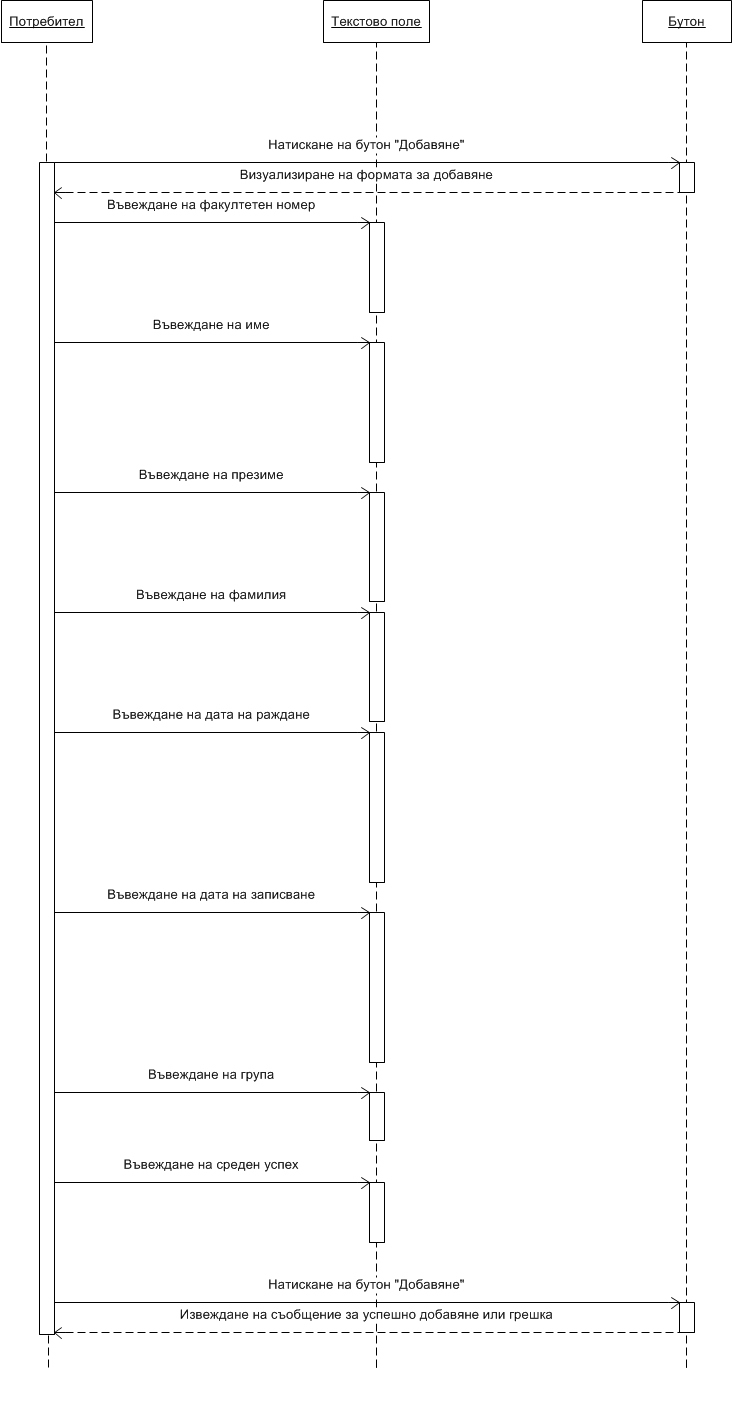 Потребител
Текстово поле
Бутон
Натискане на бутон "Добавяне"
Визуализиране на формата за добавяне
Въвеждане на факултетен номер
Въвеждане на име
Въвеждане на презиме
Въвеждане на фамилия
Въвеждане на дата на раждане
Въвеждане на дата на записване
Въвеждане на група
Въвеждане на среден успех
Натискане на бутон "Добавяне"
Извеждане на съобщение за успешно добавяне или грешка